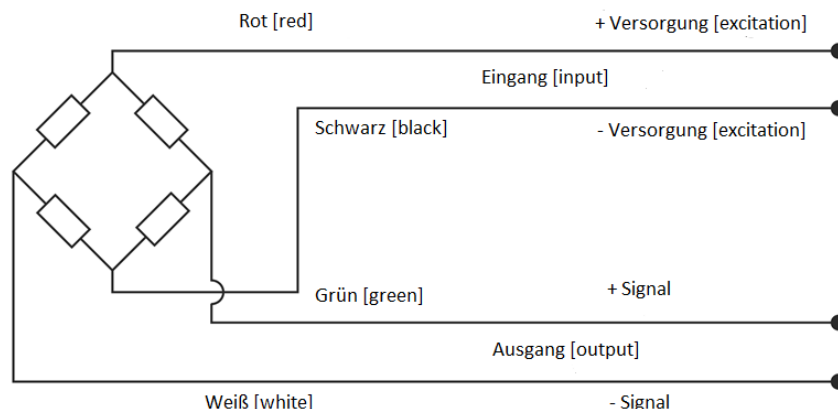 Rot [red]
+ Versorgung [excitation]
Eingang [input]
Schwarz [black]
- Versorgung [excitation]
Grün [green]
+ Signal
Ausgang [output]
Weiß [white]
- Signal